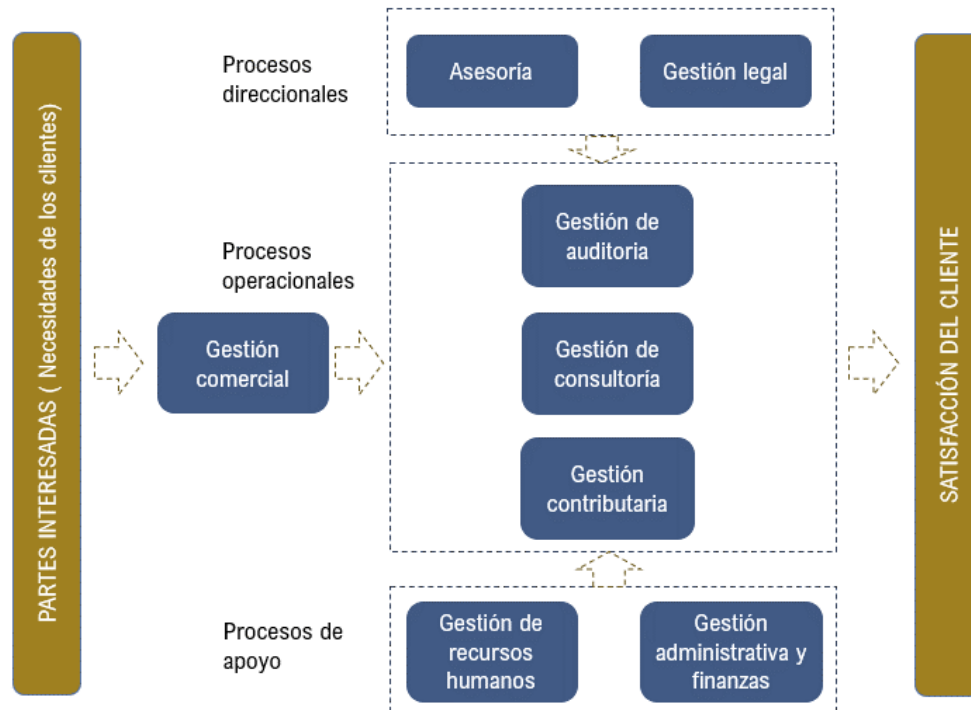 PARTES INTERESADAS ( Necesidades de los clientes)
Procesos
direccionales
Asesoría
Gestión legal
Procesos
operacionales
Gestión
comercial
Gestión de
auditoria
Gestión de
consultoría
Gestión
contributaria
Procesos de
apoyo
Gestión de
recursos
humanos
Gestión
administrativa y
finanzas
SATISFACCIÓN DEL CLIENTE